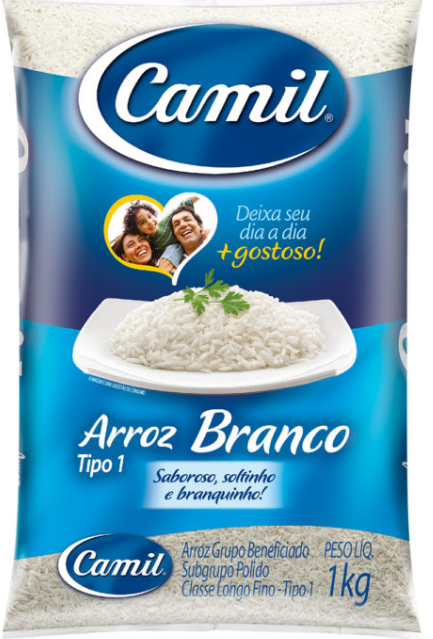 Camil®
Deixa seu
dia a dia
+gostoso!
Arroz Branco
Tipo 1
Saboroso, soltinho
e branquinho!
Camil®
Arroz Grupo Beneficiado
Subgrupo Polido
Classe Longo Fino - Tipo 1
PESO LÍQ.
1kg